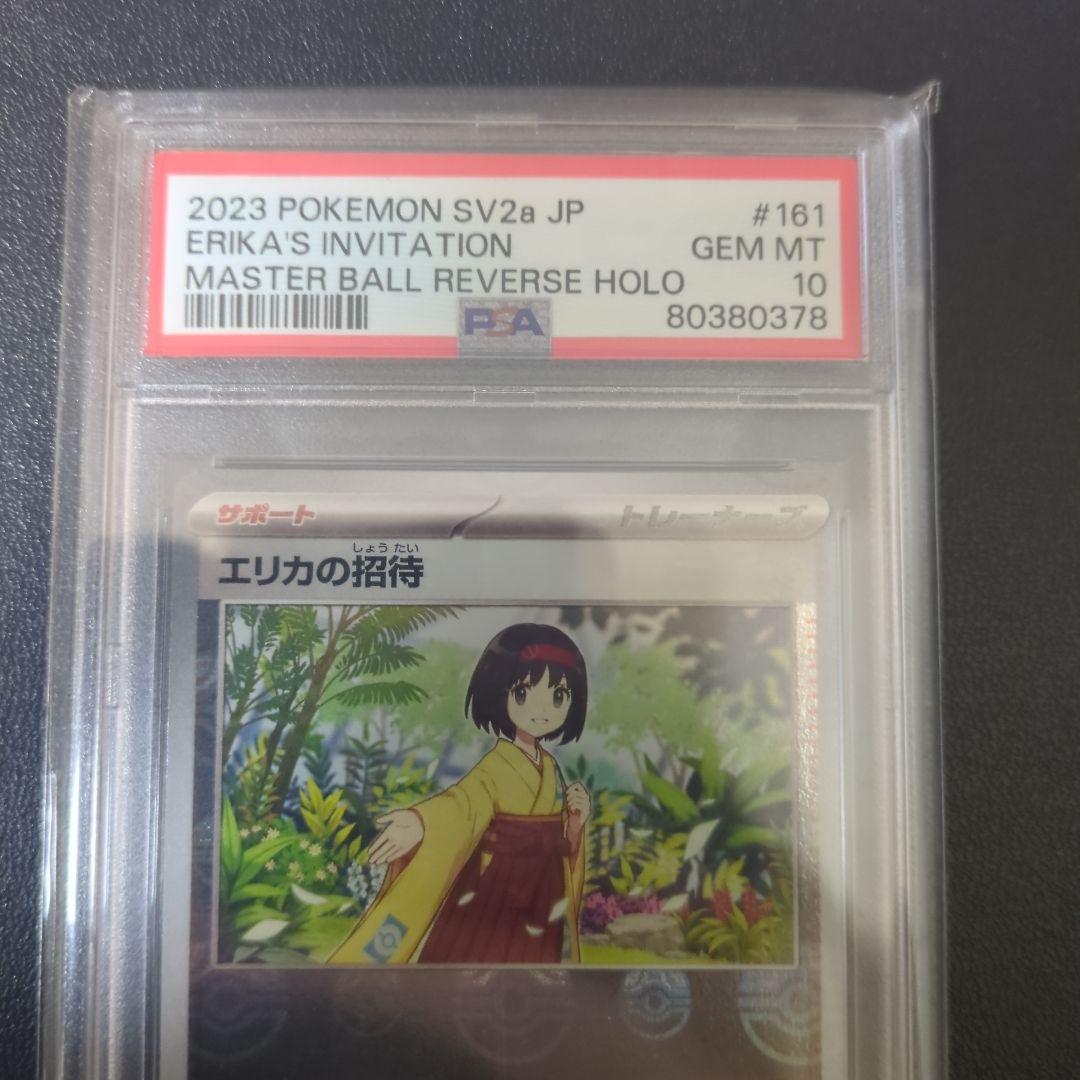 2023 POKEMON SV2a JP #161
ERIKA'S INVITATION GEM MT
MASTER BALL REVERSE HOLO 10
PSA 80380378
サポート トレーナーズ
しょう たい
エリカの招待